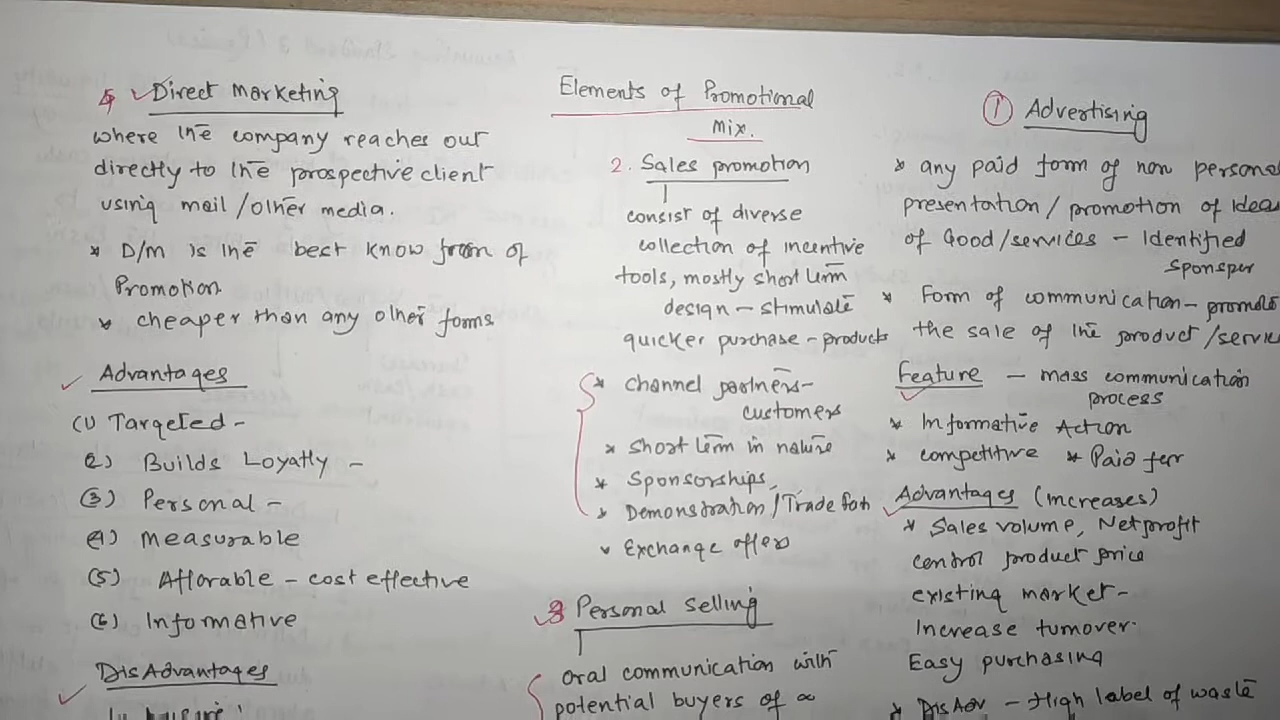 Elements of Promotional
Mix.
① Advertising
* any paid form of non persona
presentation/promotion of Idea
of Good/services - Identified
Sponsper
* Form of communication - promote
the sale of the product/servic
Feature - mass communication
process
* Informative Action
* competitive * Paid for
Advantages (increases)
* Sales volume, Net profit
control product price
existing market-
Increase turnover.
Easy purchasing
* DisAdv - High label of waste
2. Sales promotion
consist of diverse
collection of incentive
tools, mostly short term
design - stimulate
quicker purchase - products
* channel partners-
customers
* short term in nature
* Sponsorships,
* Demonstration/Trade fair
* Exchange offers
3 Personal Selling
Oral communication with
potential buyers of a
4 Direct Marketing
where the company reaches out
directly to the prospective client
using mail/other media.
* D/m is the best know from of
Promotion.
* cheaper than any other forms
Advantages
(1) Targeted -
2) Builds Loyatly -
(3) Personal -
(4) measurable
(5) Afforable - cost effective
(6) Informative
DisAdvantages